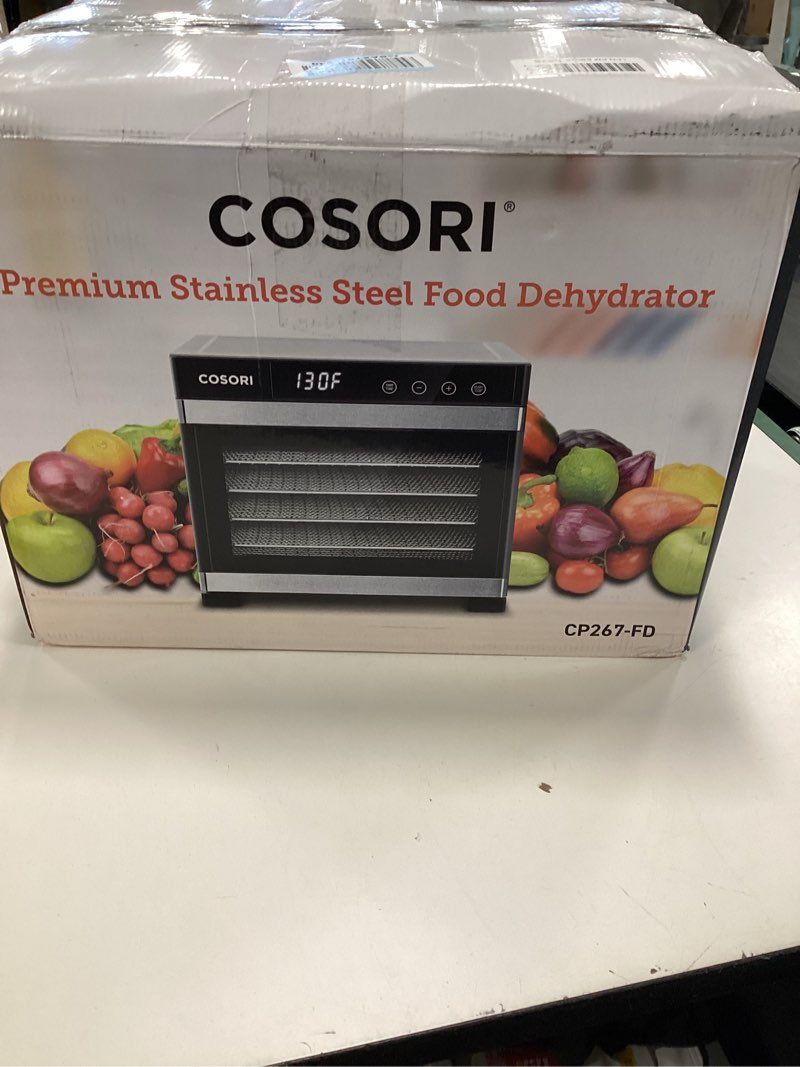 COSORI®
Premium Stainless Steel Food Dehydrator
COSORI 130F
CP267-FD